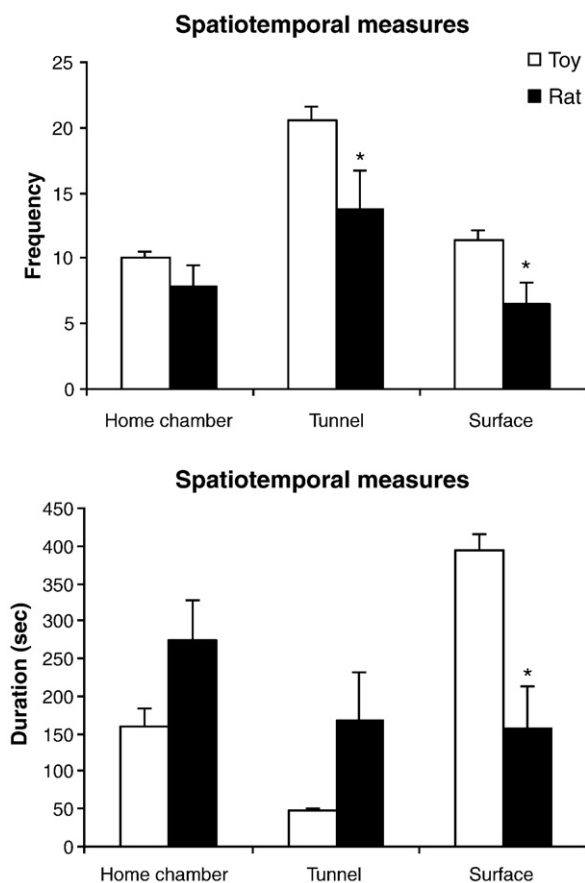 Spatiotemporal measures
Toy
Rat
Frequency
25
20
15
10
5
0
*
*
Home chamber Tunnel Surface
Spatiotemporal measures
Duration (sec)
450
400
350
300
250
200
150
100
50
0
*
Home chamber Tunnel Surface